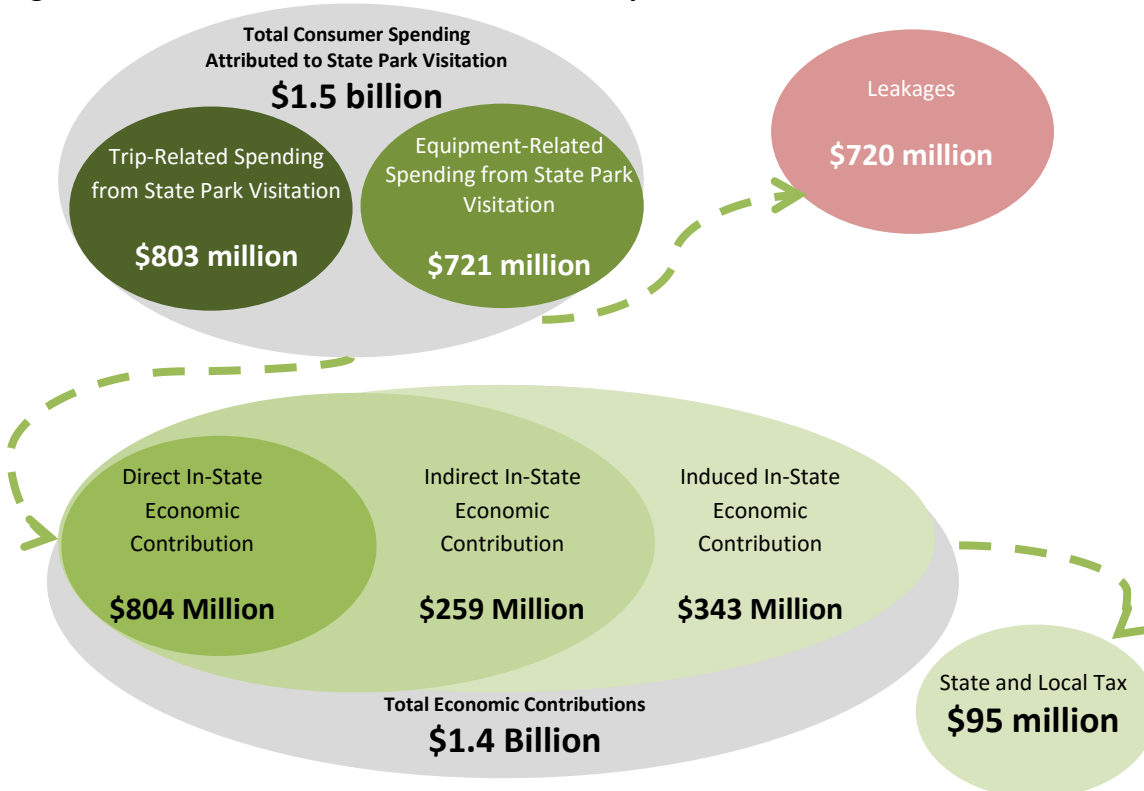 Total Consumer Spending
Attributed to State Park Visitation
$1.5 billion
Trip-Related Spending
from State Park Visitation
$803 million
Equipment-Related
Spending from State Park
Visitation
$721 million
Leakages
$720 million
Direct In-State
Economic
Contribution
$804 Million
Indirect In-State
Economic
Contribution
$259 Million
Induced In-State
Economic
Contribution
$343 Million
Total Economic Contributions
$1.4 Billion
State and Local Tax
$95 million